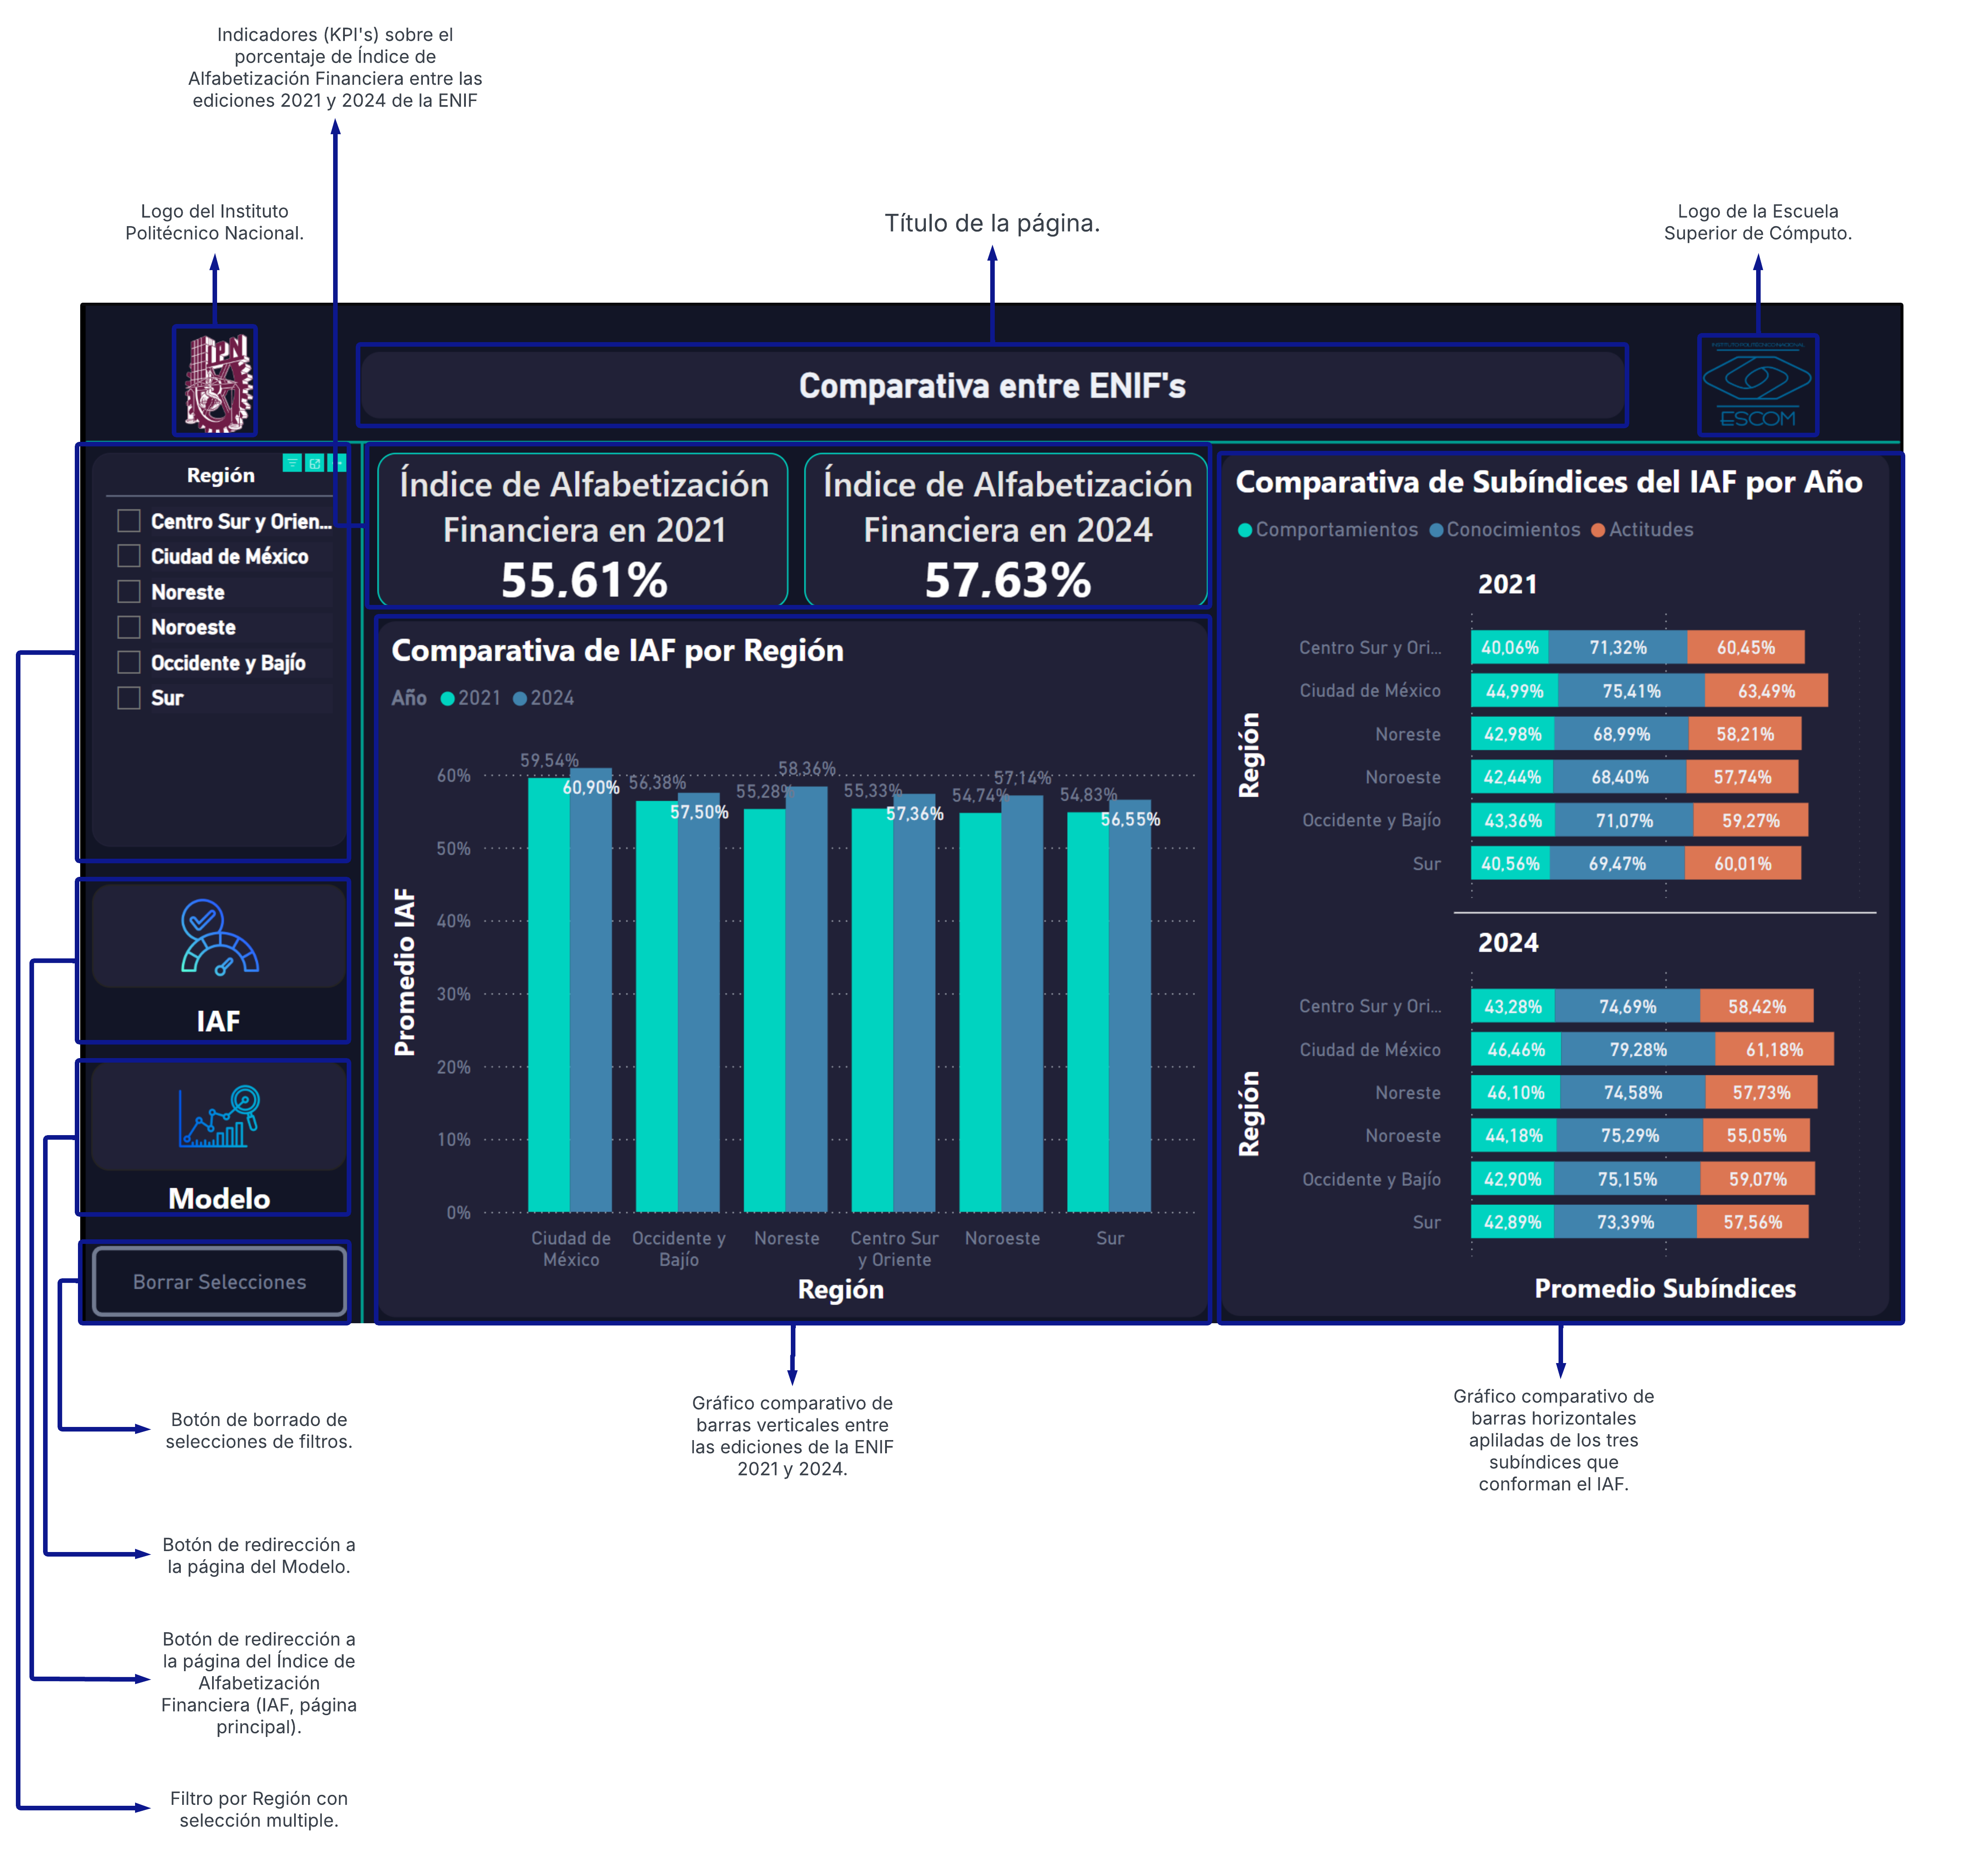 Indicadores (KPI's) sobre el
porcentaje de Índice de
Alfabetización Financiera entre las
ediciones 2021 y 2024 de la ENIF
Logo del Instituto
Politécnico Nacional.
Título de la página.
Logo de la Escuela
Superior de Cómputo.
IPN
Comparativa entre ENIF's
INSTITUTO POLITECNICO NACIONAL
ESCOM
Región
Centro Sur y Orien...
Ciudad de México
Noreste
Noroeste
Occidente y Bajío
Sur
IAF
Modelo
Borrar Selecciones
Índice de Alfabetización
Financiera en 2021
55.61%
Índice de Alfabetización
Financiera en 2024
57.63%
Comparativa de IAF por Región
Año 2021 2024
59,54% 60,90% 56,38% 57,50% 55,28% 58,36% 55,33% 57,36% 54,74% 57,14% 54,83% 56,55%
60%
50%
40%
30%
20%
10%
0%
Promedio IAF
Ciudad de
México
Occidente y
Bajío
Noreste
Centro Sur
y Oriente
Noroeste
Sur
Región
Comparativa de Subíndices del IAF por Año
Comportamientos Conocimientos Actitudes
2021
Región
Centro Sur y Ori... 40,06% 71,32% 60,45%
Ciudad de México 44,99% 75,41% 63,49%
Noreste 42,98% 68,99% 58,21%
Noroeste 42,44% 68,40% 57,74%
Occidente y Bajío 43,36% 71,07% 59,27%
Sur 40,56% 69,47% 60,01%
2024
Región
Centro Sur y Ori... 43,28% 74,69% 58,42%
Ciudad de México 46,46% 79,28% 61,18%
Noreste 46,10% 74,58% 57,73%
Noroeste 44,18% 75,29% 55,05%
Occidente y Bajío 42,90% 75,15% 59,07%
Sur 42,89% 73,39% 57,56%
Promedio Subíndices
Botón de borrado de
selecciones de filtros.
Gráfico comparativo de
barras verticales entre
las ediciones de la ENIF
2021 y 2024.
Gráfico comparativo de
barras horizontales
apliladas de los tres
subíndices que
conforman el IAF.
Botón de redirección a
la página del Modelo.
Botón de redirección a
la página del Índice de
Alfabetización
Financiera (IAF, página
principal).
Filtro por Región con
selección multiple.